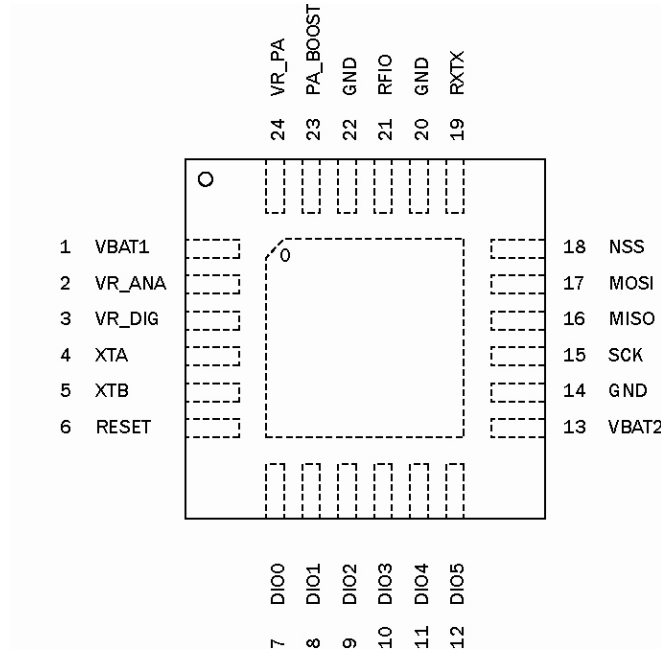 VR_PA
PA_BOOST
GND
RFIO
GND
RXTX
24
23
22
21
20
19
1 VBAT1
2 VR_ANA
3 VR_DIG
4 XTA
5 XTB
6 RESET
0
18 NSS
17 MOSI
16 MISO
15 SCK
14 GND
13 VBAT2
DIO0
DIO1
DIO2
DIO3
DIO4
DIO5
7
8
9
10
11
12